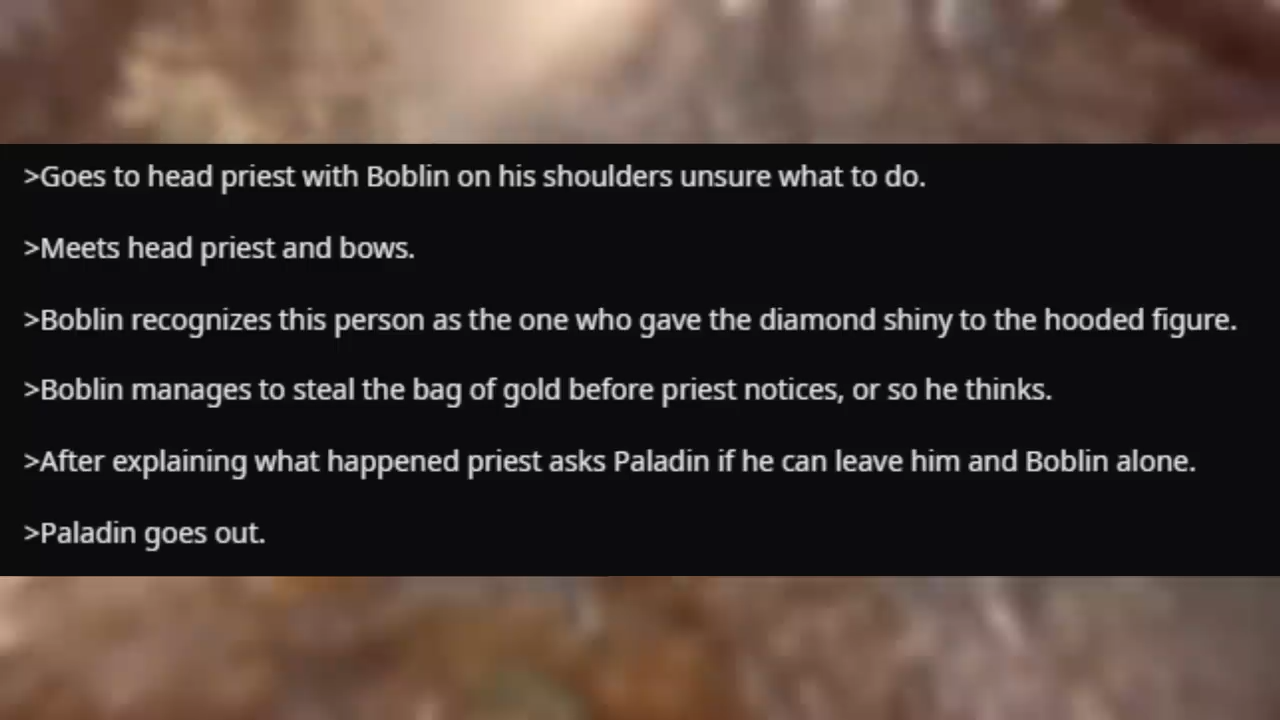 >Goes to head priest with Boblin on his shoulders unsure what to do.
>Meets head priest and bows.
>Boblin recognizes this person as the one who gave the diamond shiny to the hooded figure.
>Boblin manages to steal the bag of gold before priest notices, or so he thinks.
>After explaining what happened priest asks Paladin if he can leave him and Boblin alone.
>Paladin goes out.